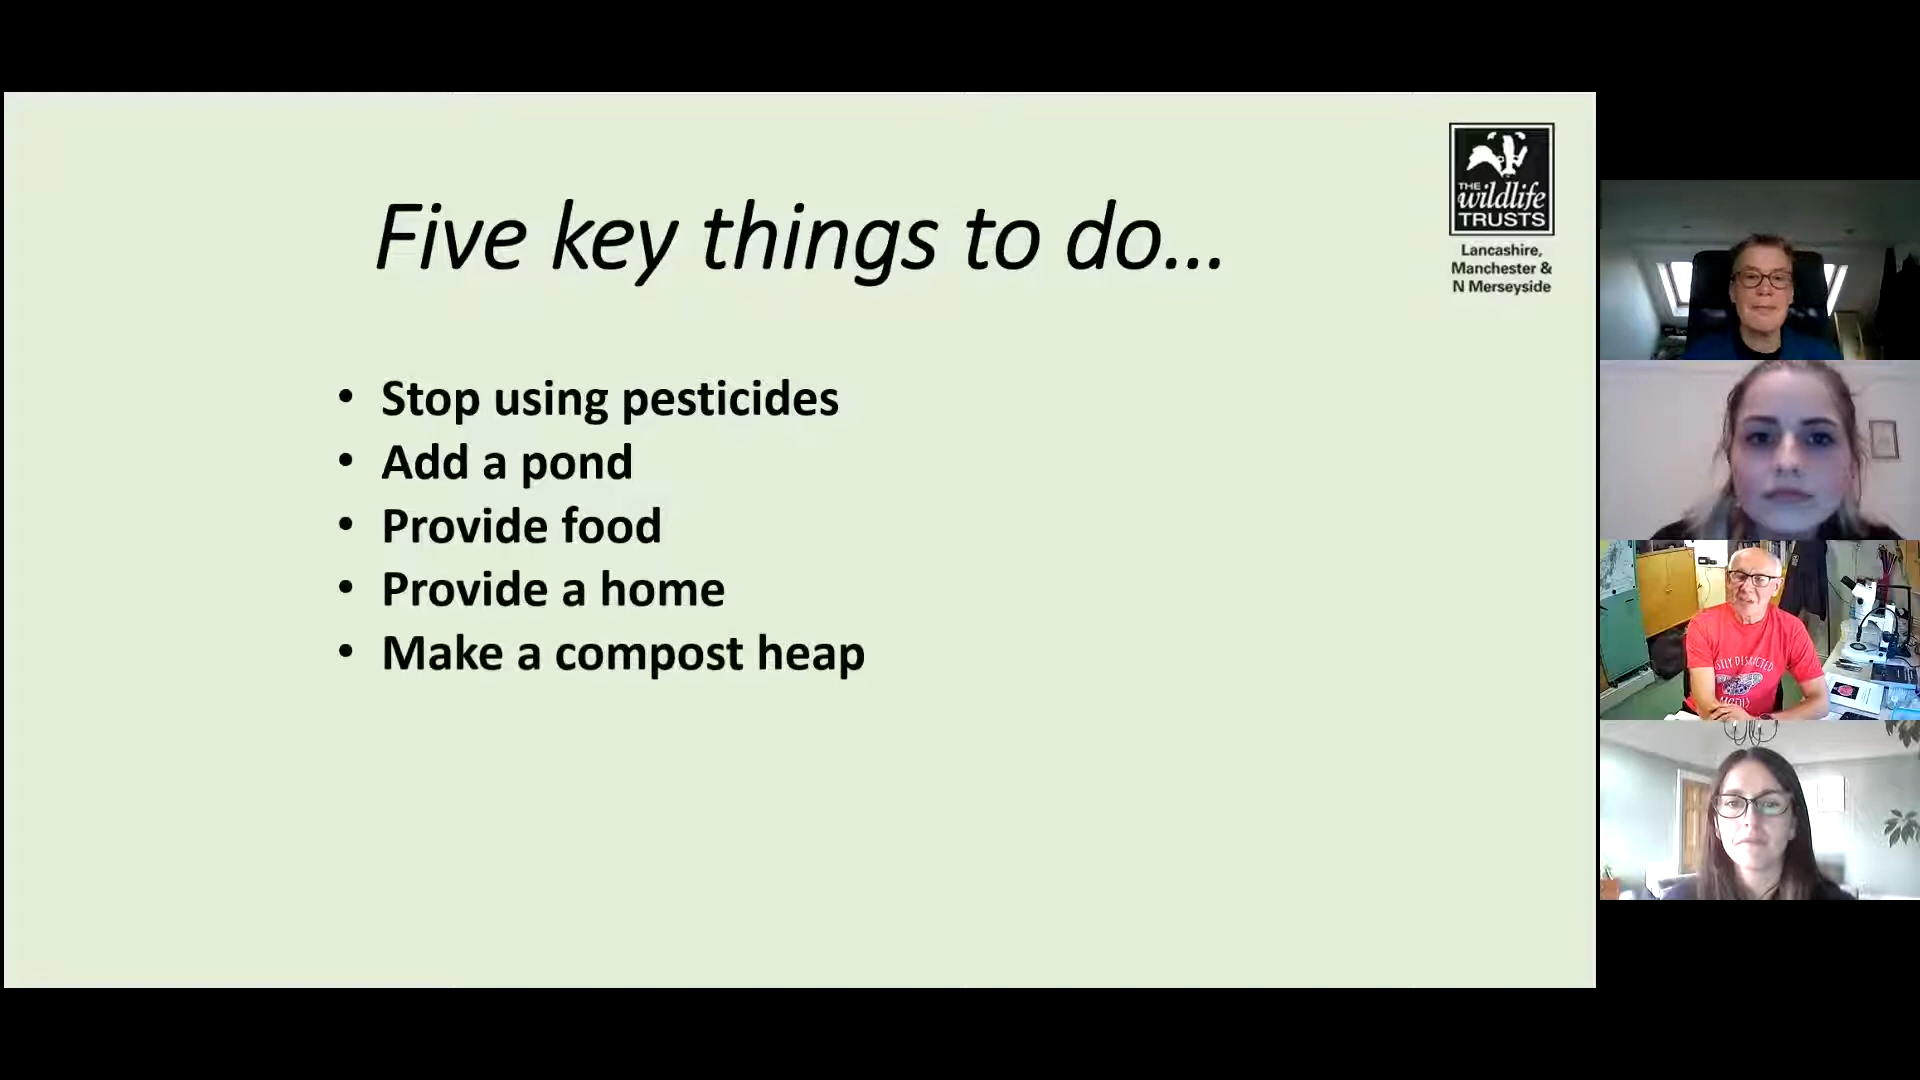 Five key things to do...
THE
wildlife
TRUSTS
Lancashire,
Manchester &
N Merseyside
• Stop using pesticides
• Add a pond
• Provide food
• Provide a home
• Make a compost heap